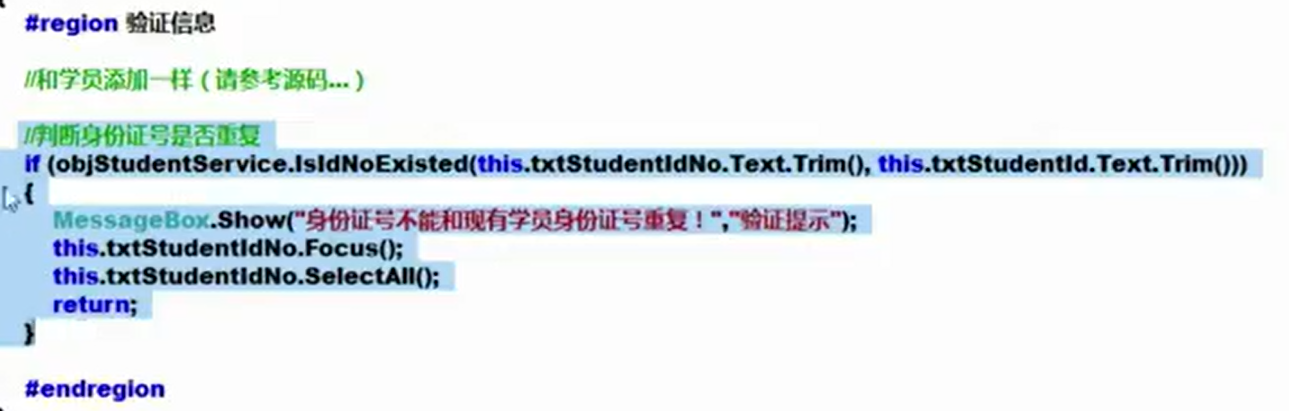 #region 验证信息
//和学员添加一样（请参考源码...）
//判断身份证号是否重复
if (objStudentService.IsIdNoExisted(this.txtStudentIdNo.Text.Trim(), this.txtStudentId.Text.Trim()))
{
MessageBox.Show("身份证号不能和现有学员身份证号重复！","验证提示");
this.txtStudentIdNo.Focus();
this.txtStudentIdNo.SelectAll();
return;
}
#endregion